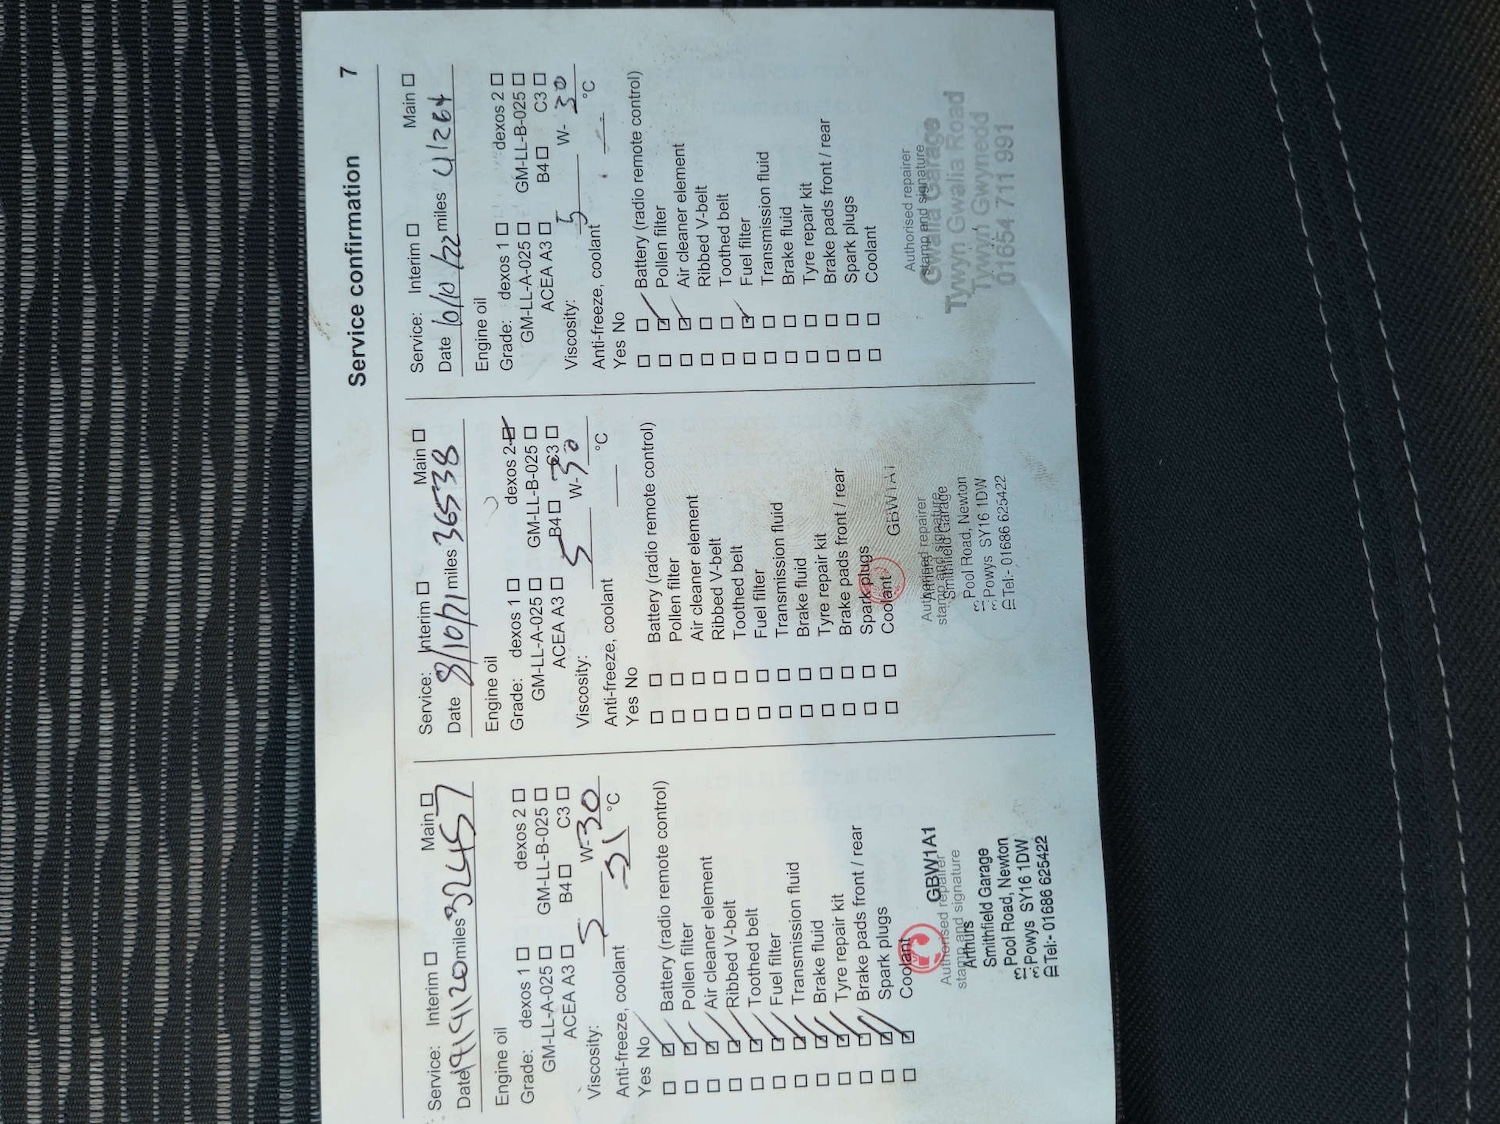 Service confirmation 7
Service: Interim ☐ Main ☐
Date 9/9/20 miles 32457
Engine oil
Grade: dexos 1 ☐ dexos 2 ☐
GM-LL-A-025 ☐ GM-LL-B-025 ☐
ACEA A3 ☐ B4 ☐ C3 ☐
Viscosity: 5 W- 30
Anti-freeze, coolant -31 °C
Yes No
☐ ☑ Battery (radio remote control)
☐ ☑ Pollen filter
☐ ☑ Air cleaner element
☐ ☑ Ribbed V-belt
☐ ☑ Toothed belt
☐ ☑ Fuel filter
☐ ☑ Transmission fluid
☐ ☑ Brake fluid
☐ ☑ Tyre repair kit
☐ ☑ Brake pads front / rear
☐ ☑ Spark plugs
☐ ☑ Coolant
GBW1A1
Authorised repairer
stamp and signature
Arthurs
Smithfield Garage
Pool Road, Newton
Powys SY16 1DW
Tel:- 01686 625422
Service: Interim ☐ Main ☐
Date 8/10/21 miles 36538
Engine oil
Grade: dexos 1 ☐ dexos 2 ☑
GM-LL-A-025 ☐ GM-LL-B-025 ☐
ACEA A3 ☐ B4 ☐ C3 ☐
Viscosity: 5 W- 30
Anti-freeze, coolant °C
Yes No
☐ ☐ Battery (radio remote control)
☐ ☐ Pollen filter
☐ ☐ Air cleaner element
☐ ☐ Ribbed V-belt
☐ ☐ Toothed belt
☐ ☐ Fuel filter
☐ ☐ Transmission fluid
☐ ☐ Brake fluid
☐ ☐ Tyre repair kit
☐ ☐ Brake pads front / rear
☐ ☐ Spark plugs
☐ ☐ Coolant
GBW1A1
Authorised repairer
stamp and signature
Arthurs
Smithfield Garage
Pool Road, Newton
Powys SY16 1DW
Tel:- 01686 625422
Service: Interim ☐ Main ☐
Date 6/10/22 miles 41264
Engine oil
Grade: dexos 1 ☐ dexos 2 ☐
GM-LL-A-025 ☐ GM-LL-B-025 ☐
ACEA A3 ☐ B4 ☐ C3 ☐
Viscosity: 5 W- 30
Anti-freeze, coolant °C
Yes No
☐ ☐ Battery (radio remote control)
☐ ☑ Pollen filter
☐ ☑ Air cleaner element
☐ ☐ Ribbed V-belt
☐ ☐ Toothed belt
☐ ☑ Fuel filter
☐ ☐ Transmission fluid
☐ ☐ Brake fluid
☐ ☐ Tyre repair kit
☐ ☐ Brake pads front / rear
☐ ☐ Spark plugs
☐ ☐ Coolant
Authorised repairer
stamp and signature
Gwalia Garage
Tywyn Gwalia Road
Tywyn Gwynedd
01654 711 991